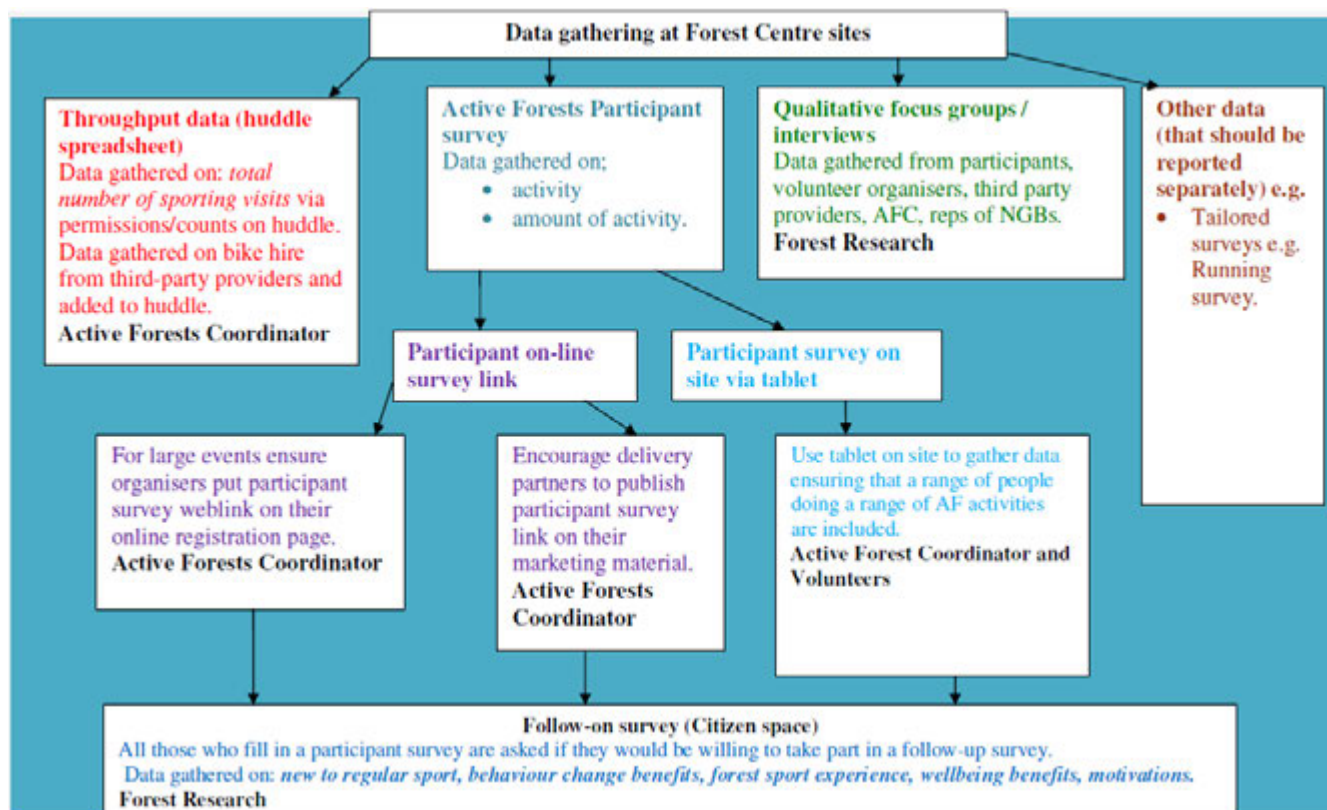 Data gathering at Forest Centre sites
Throughput data (huddle
spreadsheet)
Data gathered on: total
number of sporting visits via
permissions/counts on huddle.
Data gathered on bike hire
from third-party providers and
added to huddle.
Active Forests Coordinator
Active Forests Participant
survey
Data gathered on;
• activity
• amount of activity.
Qualitative focus groups /
interviews
Data gathered from participants,
volunteer organisers, third party
providers, AFC, reps of NGBs.
Forest Research
Other data
(that should be
reported
separately) e.g.
• Tailored
surveys e.g.
Running
survey.
Participant on-line
survey link
Participant survey on
site via tablet
For large events ensure
organisers put participant
survey weblink on their
online registration page.
Active Forests Coordinator
Encourage delivery
partners to publish
participant survey
link on their
marketing material.
Active Forests
Coordinator
Use tablet on site to gather data
ensuring that a range of people
doing a range of AF activities
are included.
Active Forest Coordinator and
Volunteers
Follow-on survey (Citizen space)
All those who fill in a participant survey are asked if they would be willing to take part in a follow-up survey.
Data gathered on: new to regular sport, behaviour change benefits, forest sport experience, wellbeing benefits, motivations.
Forest Research